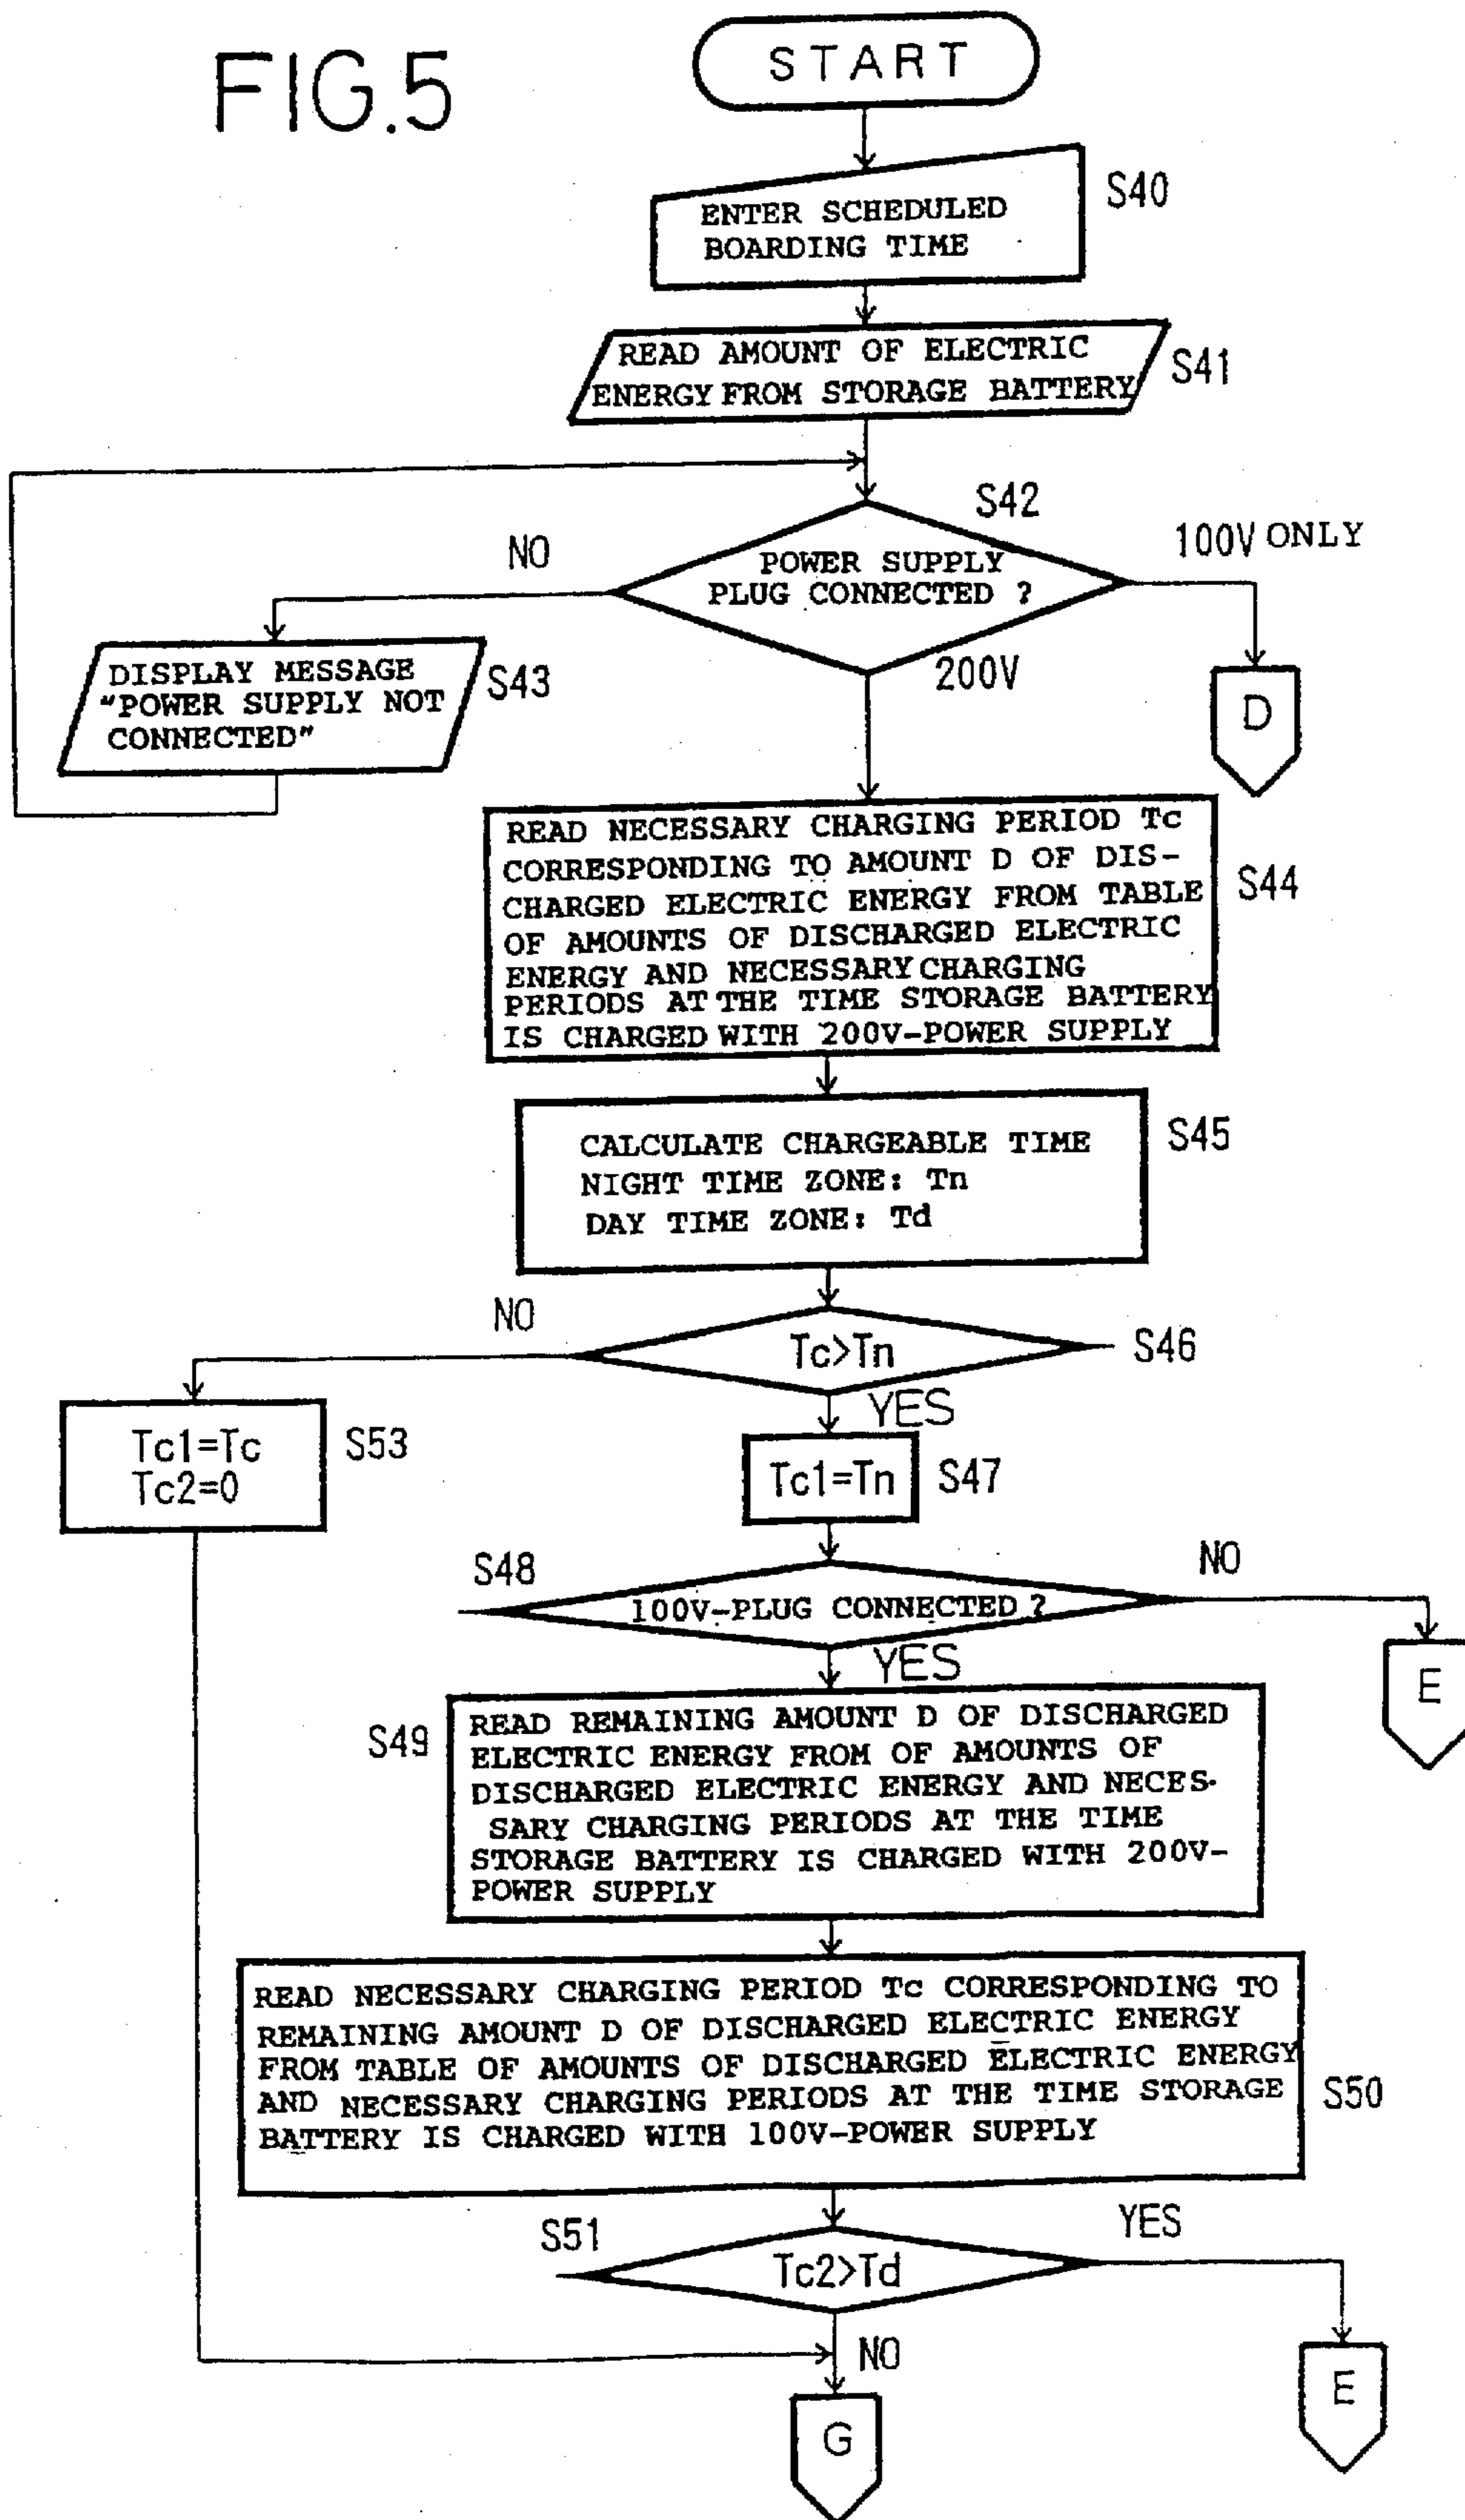 FIG.5
START
ENTER SCHEDULED
BOARDING TIME
S40
READ AMOUNT OF ELECTRIC
ENERGY FROM STORAGE BATTERY
S41
S42
NO
POWER SUPPLY
PLUG CONNECTED ?
100V ONLY
200V
DISPLAY MESSAGE
"POWER SUPPLY NOT
CONNECTED"
S43
D
READ NECESSARY CHARGING PERIOD Tc
CORRESPONDING TO AMOUNT D OF DIS-
CHARGED ELECTRIC ENERGY FROM TABLE
OF AMOUNTS OF DISCHARGED ELECTRIC
ENERGY AND NECESSARY CHARGING
PERIODS AT THE TIME STORAGE BATTERY
IS CHARGED WITH 200V-POWER SUPPLY
S44
CALCULATE CHARGEABLE TIME
NIGHT TIME ZONE: Tn
DAY TIME ZONE: Td
S45
NO
Tc>Tn
S46
YES
Tc1=Tc
Tc2=0
S53
Tc1=Tn
S47
S48
100V-PLUG CONNECTED ?
NO
YES
E
S49
READ REMAINING AMOUNT D OF DISCHARGED
ELECTRIC ENERGY FROM OF AMOUNTS OF
DISCHARGED ELECTRIC ENERGY AND NECES-
SARY CHARGING PERIODS AT THE TIME
STORAGE BATTERY IS CHARGED WITH 200V-
POWER SUPPLY
READ NECESSARY CHARGING PERIOD Tc CORRESPONDING TO
REMAINING AMOUNT D OF DISCHARGED ELECTRIC ENERGY
FROM TABLE OF AMOUNTS OF DISCHARGED ELECTRIC ENERGY
AND NECESSARY CHARGING PERIODS AT THE TIME STORAGE
BATTERY IS CHARGED WITH 100V-POWER SUPPLY
S50
S51
Tc2>Td
YES
NO
E
G